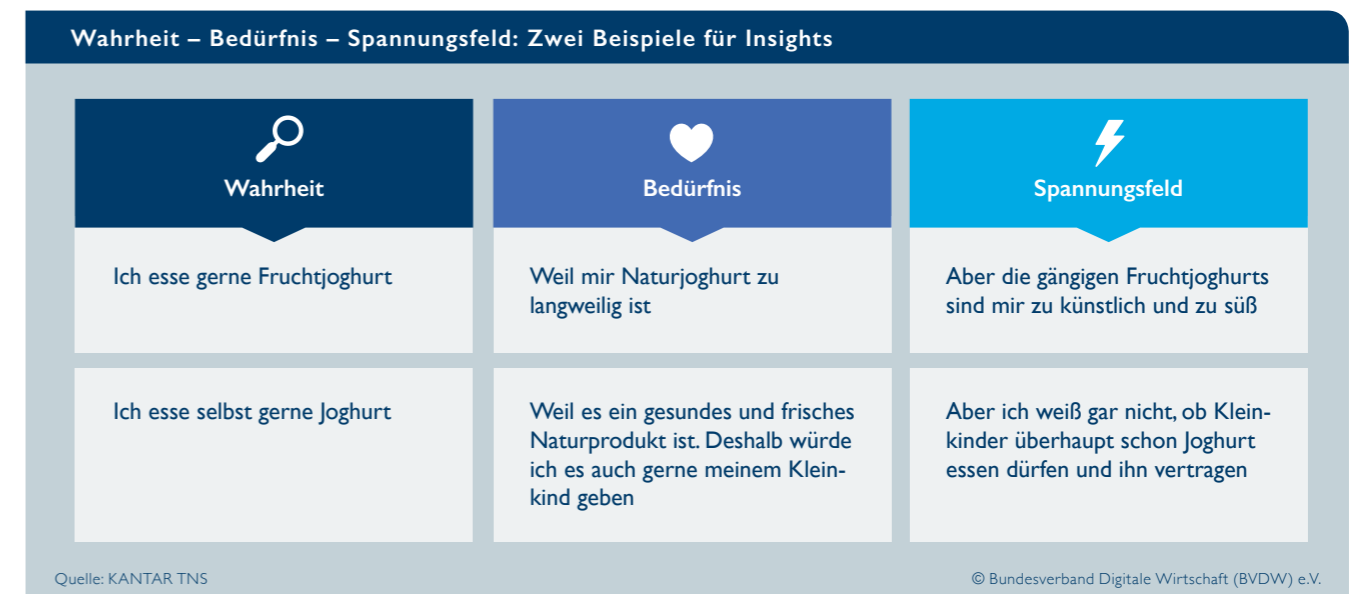 Wahrheit – Bedürfnis – Spannungsfeld: Zwei Beispiele für Insights
Wahrheit
Bedürfnis
Spannungsfeld
Ich esse gerne Fruchtjoghurt
Weil mir Naturjoghurt zu
langweilig ist
Aber die gängigen Fruchtjoghurts
sind mir zu künstlich und zu süß
Ich esse selbst gerne Joghurt
Weil es ein gesundes und frisches
Naturprodukt ist. Deshalb würde
ich es auch gerne meinem Klein-
kind geben
Aber ich weiß gar nicht, ob Klein-
kinder überhaupt schon Joghurt
essen dürfen und ihn vertragen
Quelle: KANTAR TNS
© Bundesverband Digitale Wirtschaft (BVDW) e.V.